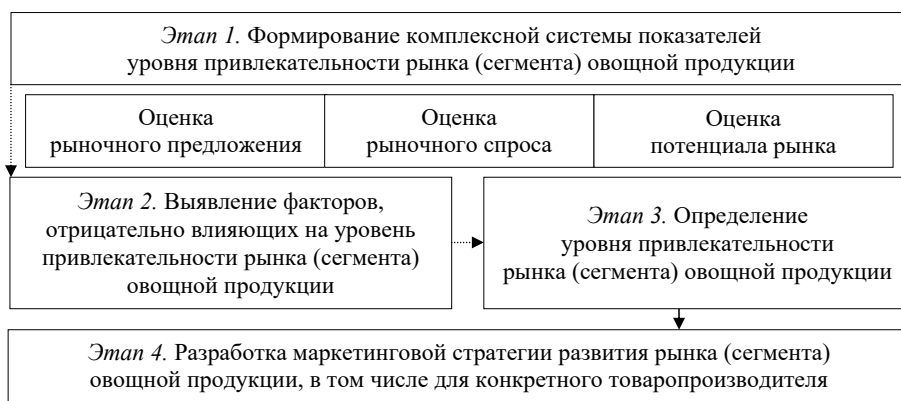 Этап 1. Формирование комплексной системы показателей
уровня привлекательности рынка (сегмента) овощной продукции
Оценка
рыночного предложения
Оценка
рыночного спроса
Оценка
потенциала рынка
Этап 2. Выявление факторов,
отрицательно влияющих на уровень
привлекательности рынка (сегмента)
овощной продукции
Этап 3. Определение
уровня привлекательности
рынка (сегмента) овощной продукции
Этап 4. Разработка маркетинговой стратегии развития рынка (сегмента)
овощной продукции, в том числе для конкретного товаропроизводителя